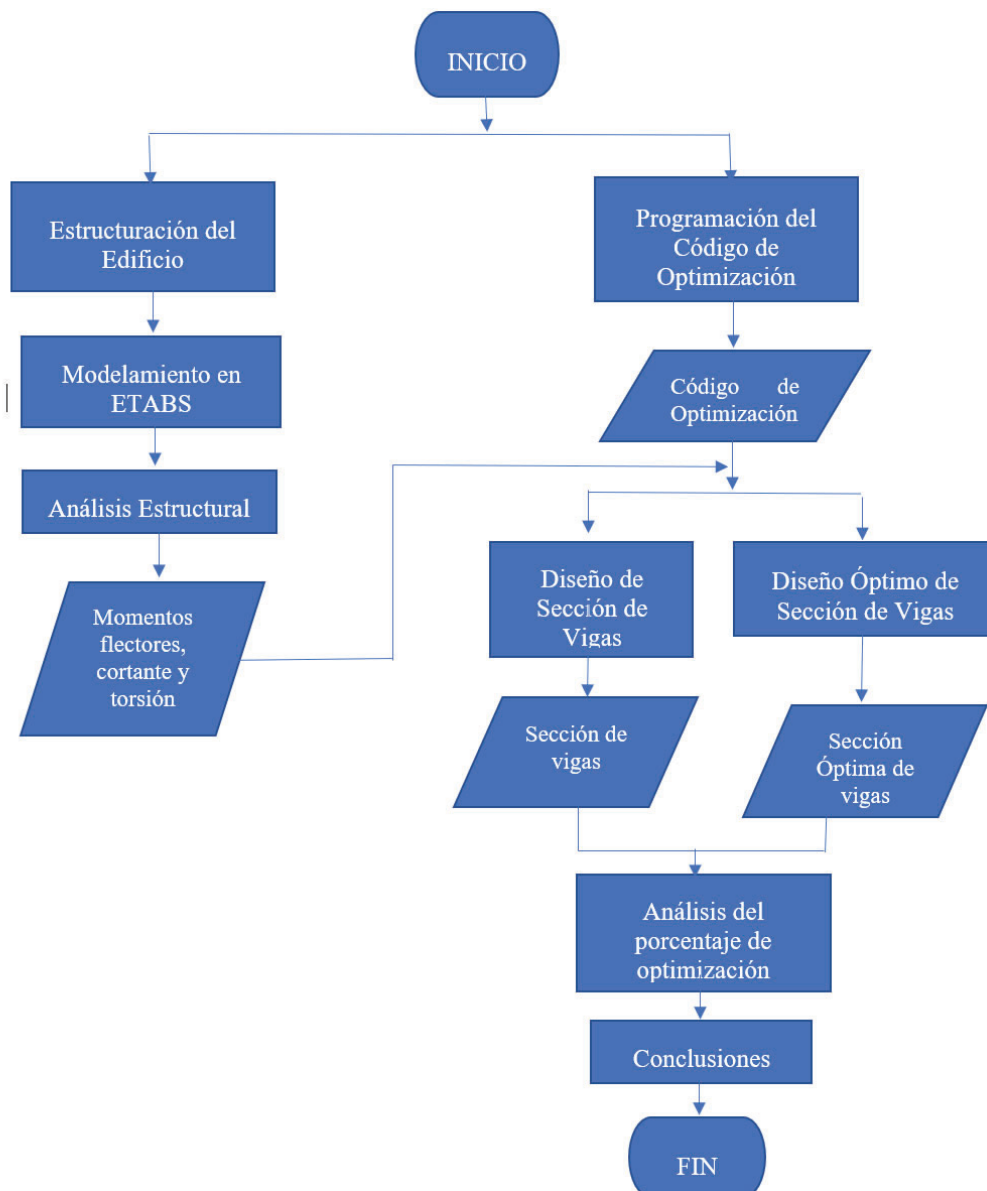 INICIO
Estructuración del
Edificio
Modelamiento en
ETABS
Análisis Estructural
Momentos
flectores,
cortante y
torsión
Programación del
Código de
Optimización
Código de
Optimización
Diseño de
Sección de
Vigas
Diseño Óptimo de
Sección de Vigas
Sección de
vigas
Sección
Óptima de
vigas
Análisis del
porcentaje de
optimización
Conclusiones
FIN